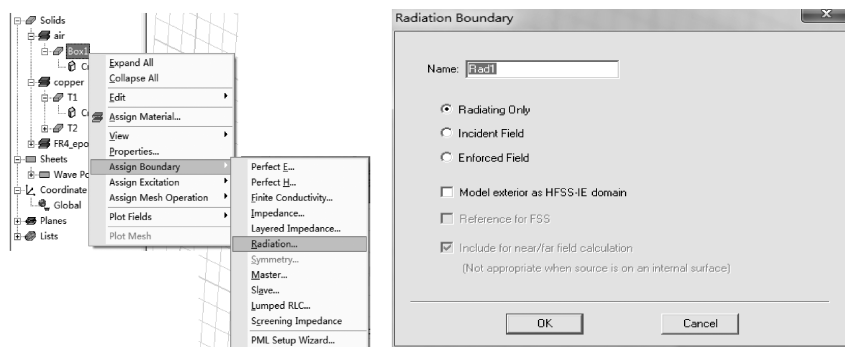 Solids
air
Box1
copper
T1
T2
FR4_epo
Sheets
Wave Po
Coordinate
Global
Planes
Lists
Expand All
Collapse All
Edit
Assign Material...
View
Properties...
Assign Boundary
Assign Excitation
Assign Mesh Operation
Plot Fields
Plot Mesh
Perfect E...
Perfect H...
Finite Conductivity...
Impedance...
Layered Impedance...
Radiation...
Symmetry...
Master...
Slave...
Lumped RLC...
Screening Impedance
PML Setup Wizard...
Radiation Boundary
Name: Rad1
Radiating Only
Incident Field
Enforced Field
Model exterior as HFSS-IE domain
Reference for FSS
Include for near/far field calculation
(Not appropriate when source is on an internal surface)
OK
Cancel